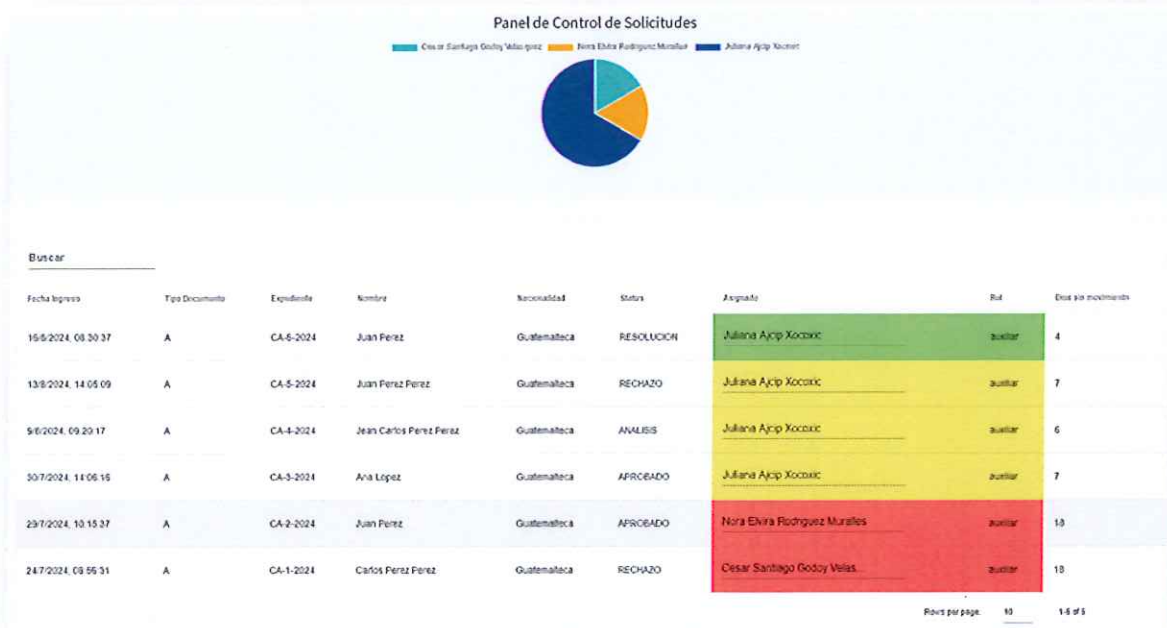 Panel de Control de Solicitudes
Cesar Santiago Godoy Velasquez Nora Elvira Rodriguez Muralles Juliana Ajcip Xocoxic
Buscar
Fecha Ingreso Tipo Documento Expediente Nombre Nacionalidad Status Asignado Rol Dias sin movimiento
08:30:37 A CA-6-2024 Juan Perez Guatemalteca RESOLUCION Juliana Ajcip Xocoxic auxiliar 4
13/8/2024, 14:05:09 A CA-5-2024 Juan Perez Perez Guatemalteca RECHAZO Juliana Ajcip Xocoxic auxiliar 7
9/8/2024, 09:20:17 A CA-4-2024 Jean Carlos Perez Perez Guatemalteca ANALISIS Juliana Ajcip Xocoxic auxiliar 6
30/7/2024, 14:06:16 A CA-3-2024 Ana Lopez Guatemalteca APROBADO Juliana Ajcip Xocoxic auxiliar 7
29/7/2024, 10:15:37 A CA-2-2024 Juan Perez Guatemalteca APROBADO Nora Elvira Rodriguez Muralles auxiliar 18
24/7/2024, 08:56:31 A CA-1-2024 Carlos Perez Perez Guatemalteca RECHAZO Cesar Santiago Godoy Velas... auxiliar 18
Rows per page: 10 1-6 of 6